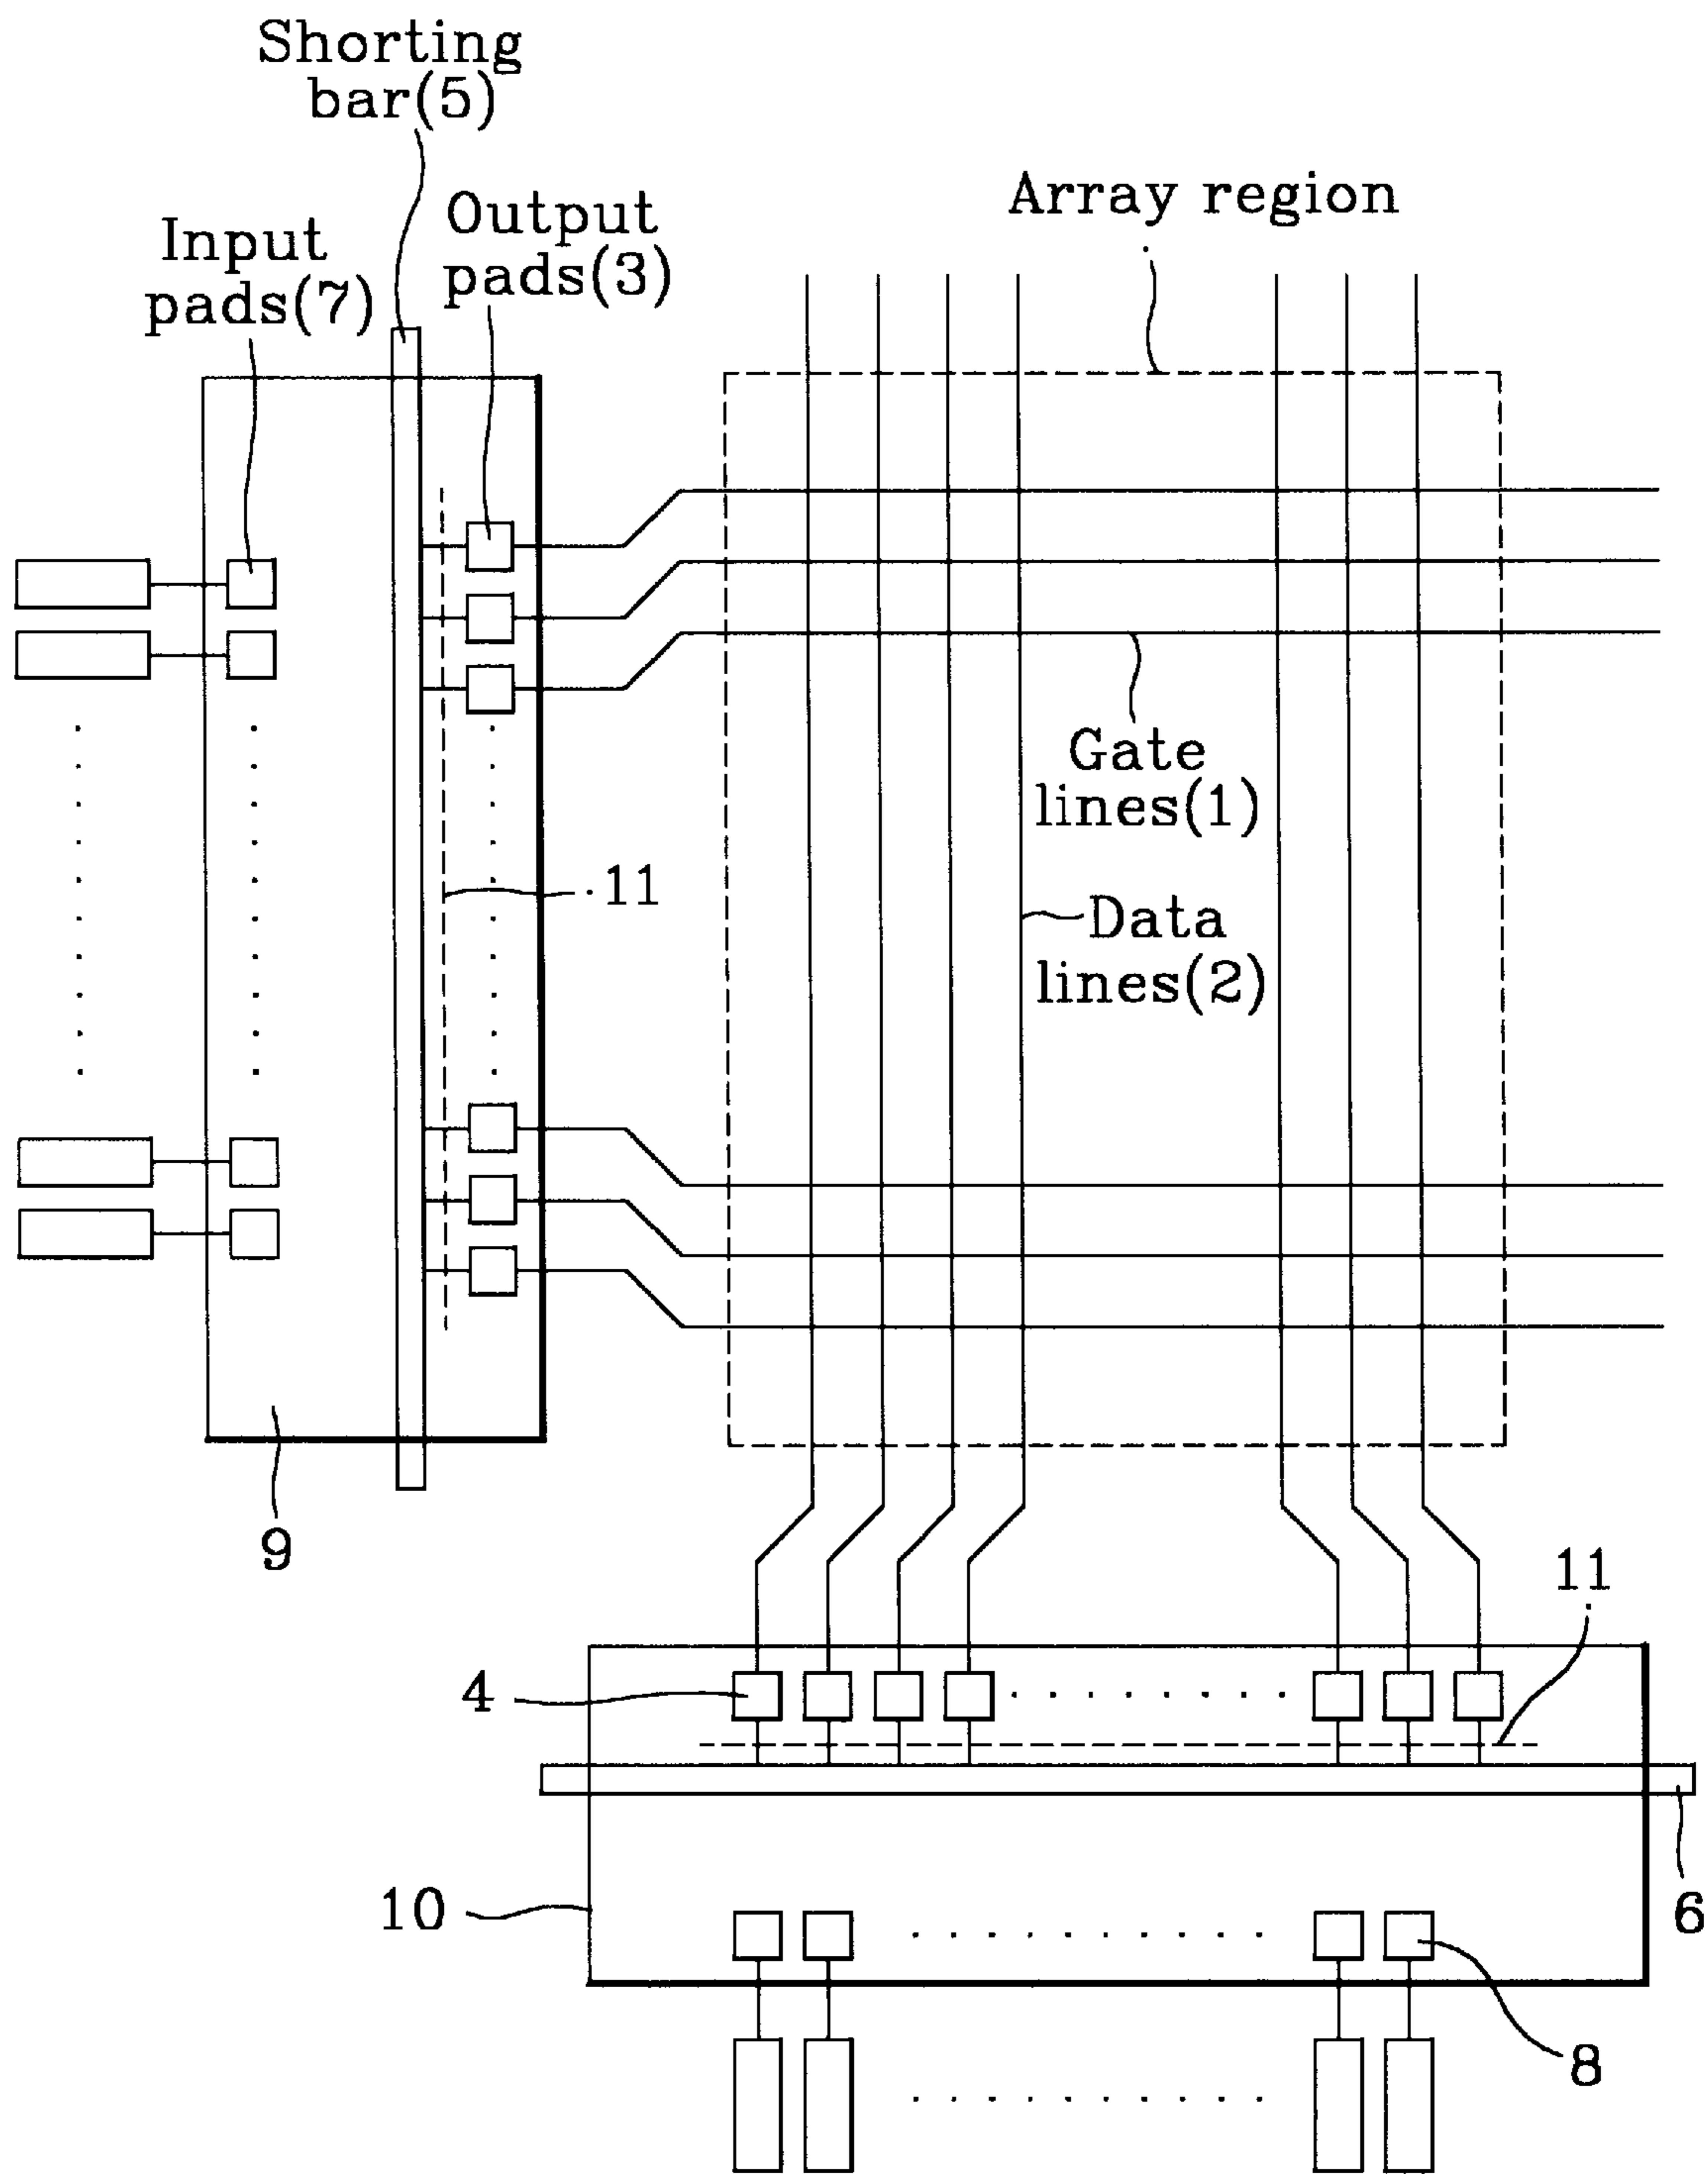 Shorting
bar(5)
Array region
Output
pads(3)
Input
pads(7)
Gate
lines(1)
11
Data
lines(2)
9
11
4
6
10
8